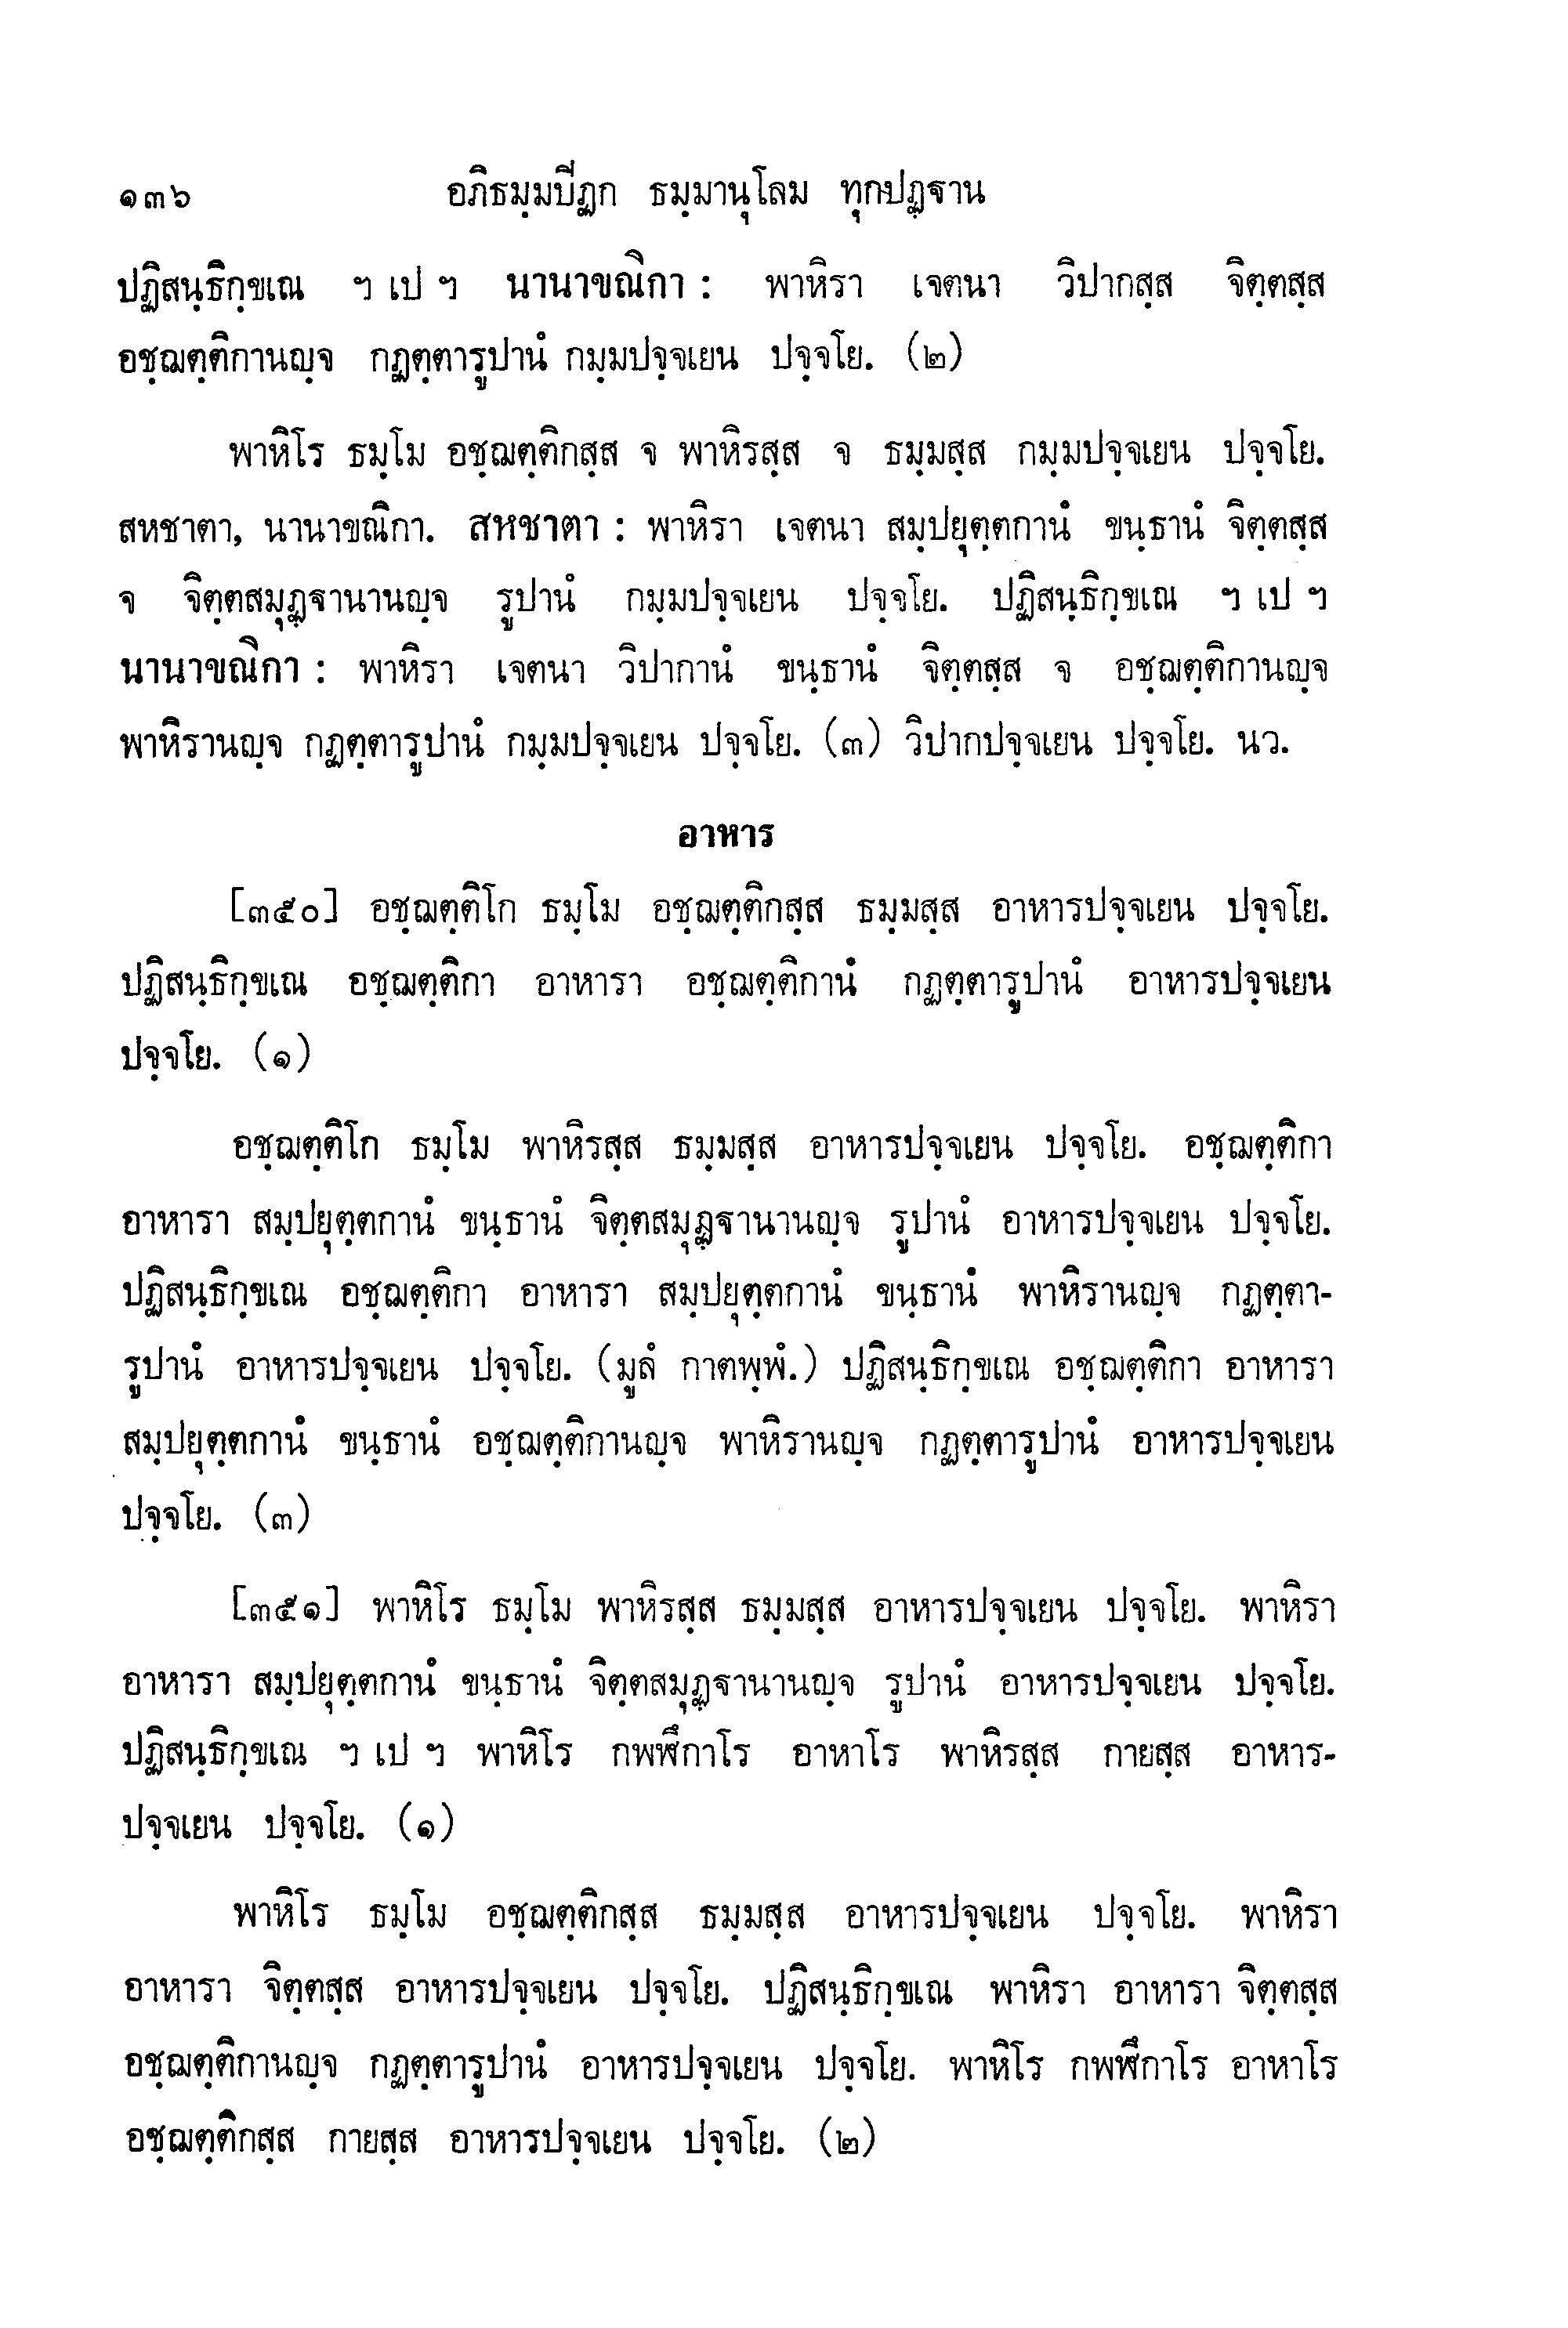 ๑๓๖ อภิธมฺมปีฏก ธมฺมานุโลม ทุกปฏฺฐาน
ปฏิสนฺธิกฺขเณ ฯ เป ฯ นานาขณิกา : พาหิรา เจตนา วิปากสฺส จิตฺตสฺส
อชฺฌตฺติกานญฺจ กฏตฺตารูปานํ กมฺมปจฺจเยน ปจฺจโย. (๒)
พาหิโร ธมฺโม อชฺฌตฺติกสฺส จ พาหิรสฺส จ ธมฺมสฺส กมฺมปจฺจเยน ปจฺจโย.
สหชาตา, นานาขณิกา. สหชาตา : พาหิรา เจตนา สมฺปยุตฺตกานํ ขนฺธานํ จิตฺตสฺส
จ จิตฺตสมุฏฺฐานานญฺจ รูปานํ กมฺมปจฺจเยน ปจฺจโย. ปฏิสนฺธิกฺขเณ ฯ เป ฯ
นานาขณิกา : พาหิรา เจตนา วิปากานํ ขนฺธานํ จิตฺตสฺส จ อชฺฌตฺติกานญฺจ
พาหิรานญฺจ กฏตฺตารูปานํ กมฺมปจฺจเยน ปจฺจโย. (๓) วิปากปจฺจเยน ปจฺจโย. นว.
อาหาร
[๓๕๐] อชฺฌตฺติโก ธมฺโม อชฺฌตฺติกสฺส ธมฺมสฺส อาหารปจฺจเยน ปจฺจโย.
ปฏิสนฺธิกฺขเณ อชฺฌตฺติกา อาหารา อชฺฌตฺติกานํ กฏตฺตารูปานํ อาหารปจฺจเยน
ปจฺจโย. (๑)
อชฺฌตฺติโก ธมฺโม พาหิรสฺส ธมฺมสฺส อาหารปจฺจเยน ปจฺจโย. อชฺฌตฺติกา
อาหารา สมฺปยุตฺตกานํ ขนฺธานํ จิตฺตสมุฏฺฐานานญฺจ รูปานํ อาหารปจฺจเยน ปจฺจโย.
ปฏิสนฺธิกฺขเณ อชฺฌตฺติกา อาหารา สมฺปยุตฺตกานํ ขนฺธานํ พาหิรานญฺจ กฏตฺตา-
รูปานํ อาหารปจฺจเยน ปจฺจโย. (มูลํ กาตพฺพํ.) ปฏิสนฺธิกฺขเณ อชฺฌตฺติกา อาหารา
สมฺปยุตฺตกานํ ขนฺธานํ อชฺฌตฺติกานญฺจ พาหิรานญฺจ กฏตฺตารูปานํ อาหารปจฺจเยน
ปจฺจโย. (๓)
[๓๕๑] พาหิโร ธมฺโม พาหิรสฺส ธมฺมสฺส อาหารปจฺจเยน ปจฺจโย. พาหิรา
อาหารา สมฺปยุตฺตกานํ ขนฺธานํ จิตฺตสมุฏฺฐานานญฺจ รูปานํ อาหารปจฺจเยน ปจฺจโย.
ปฏิสนฺธิกฺขเณ ฯ เป ฯ พาหิโร กพฬึกาโร อาหาโร พาหิรสฺส กายสฺส อาหาร-
ปจฺจเยน ปจฺจโย. (๑)
พาหิโร ธมฺโม อชฺฌตฺติกสฺส ธมฺมสฺส อาหารปจฺจเยน ปจฺจโย. พาหิรา
อาหารา จิตฺตสฺส อาหารปจฺจเยน ปจฺจโย. ปฏิสนฺธิกฺขเณ พาหิรา อาหารา จิตฺตสฺส
อชฺฌตฺติกานญฺจ กฏตฺตารูปานํ อาหารปจฺจเยน ปจฺจโย. พาหิโร กพฬึกาโร อาหาโร
อชฺฌตฺติกสฺส กายสฺส อาหารปจฺจเยน ปจฺจโย. (๒)